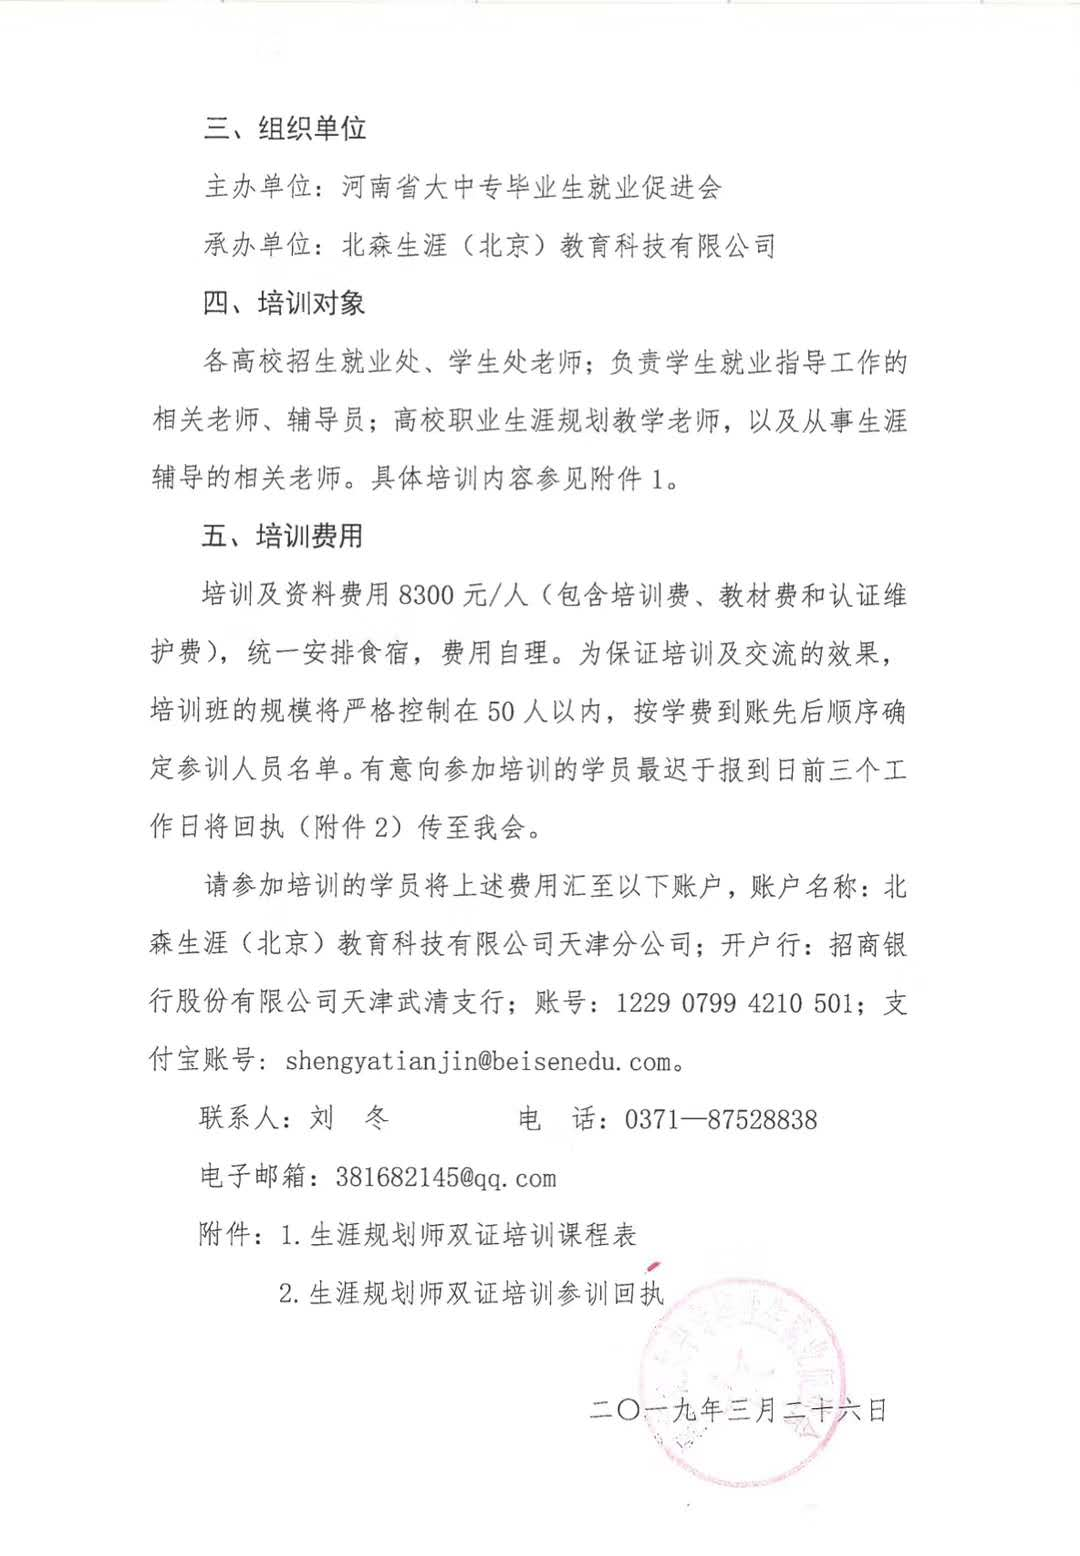 三、组织单位
主办单位：河南省大中专毕业生就业促进会
承办单位：北森生涯（北京）教育科技有限公司
四、培训对象
各高校招生就业处、学生处老师；负责学生就业指导工作的
相关老师、辅导员；高校职业生涯规划教学老师，以及从事生涯
辅导的相关老师。具体培训内容参见附件1。
五、培训费用
培训及资料费用8300元/人（包含培训费、教材费和认证维
护费），统一安排食宿，费用自理。为保证培训及交流的效果，
培训班的规模将严格控制在50人以内，按学费到账先后顺序确
定参训人员名单。有意向参加培训的学员最迟于报到日前三个工
作日将回执（附件2）传至我会。
请参加培训的学员将上述费用汇至以下账户，账户名称：北
森生涯（北京）教育科技有限公司天津分公司；开户行：招商银
行股份有限公司天津武清支行；账号：1229 0799 4210 501；支
付宝账号：shengyatianjin@beisenedu.com。
联系人：刘　冬　　　　　电　话：0371—87528838
电子邮箱：381682145@qq.com
附件：1.生涯规划师双证培训课程表
2.生涯规划师双证培训参训回执
二〇一九年三月二十六日